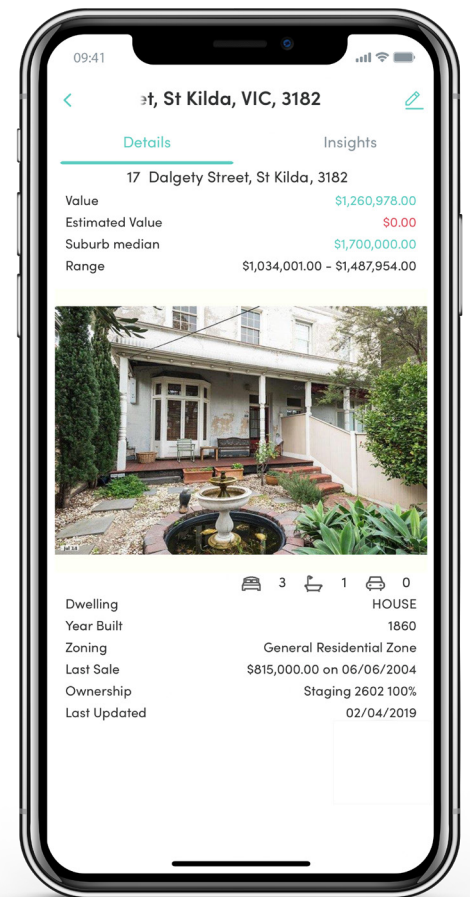 09:41
et, St Kilda, VIC, 3182
Details Insights
17 Dalgety Street, St Kilda, 3182
Value $1,260,978.00
Estimated Value $0.00
Suburb median $1,700,000.00
Range $1,034,001.00 - $1,487,954.00
3 1 0
Dwelling HOUSE
Year Built 1860
Zoning General Residential Zone
Last Sale $815,000.00 on 06/06/2004
Ownership Staging 2602 100%
Last Updated 02/04/2019